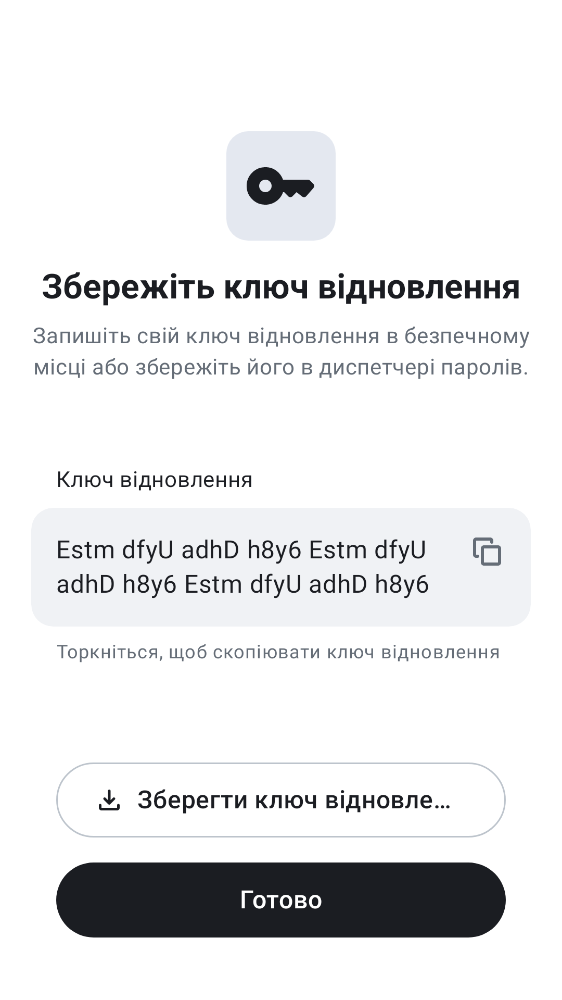 Збережіть ключ відновлення
Запишіть свій ключ відновлення в безпечному
місці або збережіть його в диспетчері паролів.
Ключ відновлення
Estm dfyU adhD h8y6 Estm dfyU
adhD h8y6 Estm dfyU adhD h8y6
Торкніться, щоб скопіювати ключ відновлення
Зберегти ключ відновле…
Готово